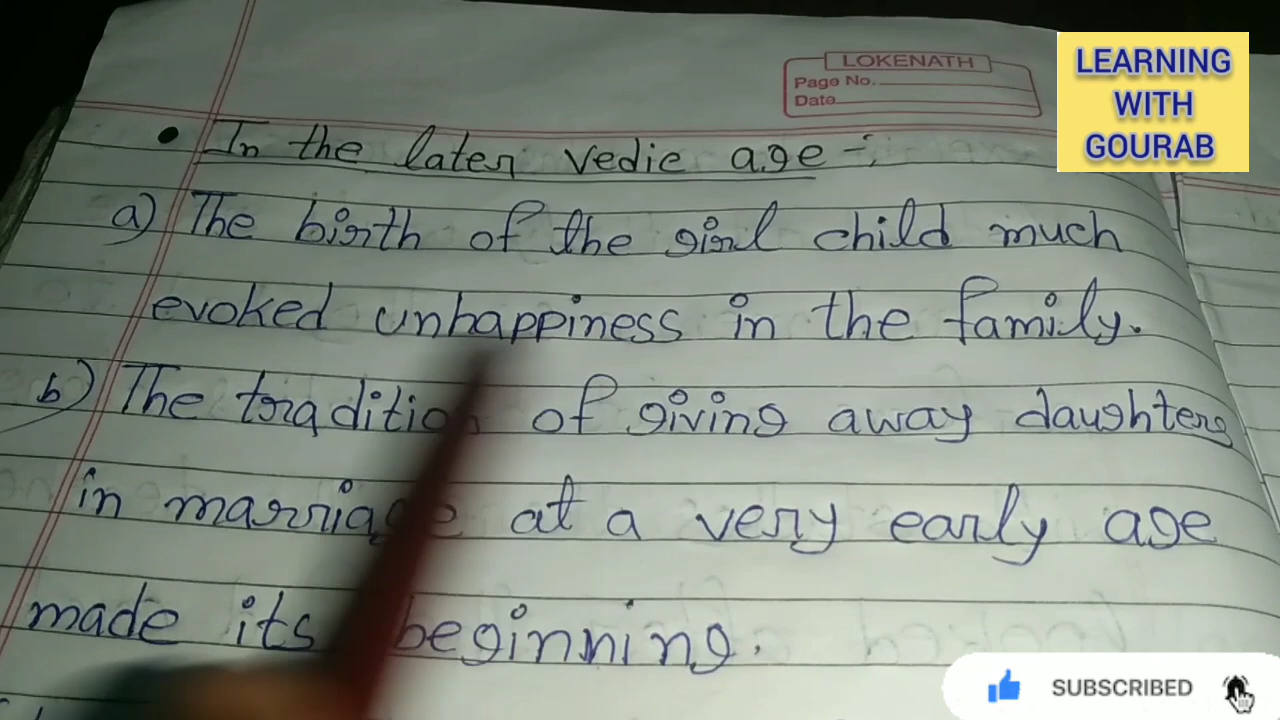 LOKENATH
Page No.
Date
LEARNING
WITH
GOURAB
• In the later vedic age -:
a) The birth of the girl child much
evoked unhappiness in the family.
b) The tradition of giving away daughters
in marriage at a very early age
made its beginning.
SUBSCRIBED